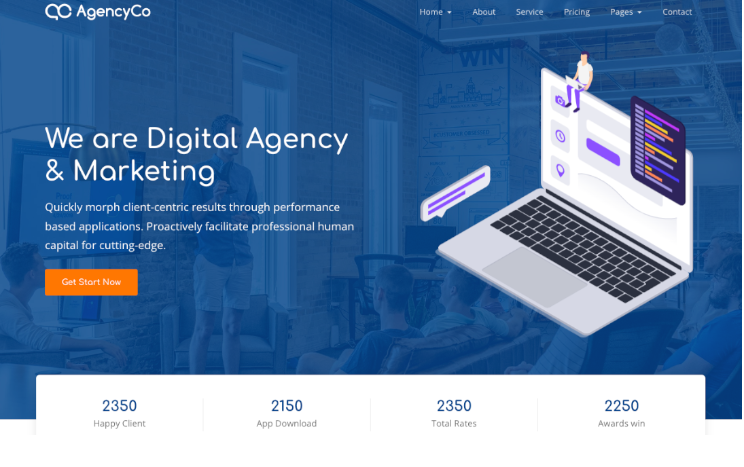 AgencyCo
Home
About
Service
Pricing
Pages
Contact
WIN
We are Digital Agency
& Marketing
Quickly morph client-centric results through performance
based applications. Proactively facilitate professional human
capital for cutting-edge.
Get Start Now
2350
2150
2350
2250
Happy Client
App Download
Total Rates
Awards win